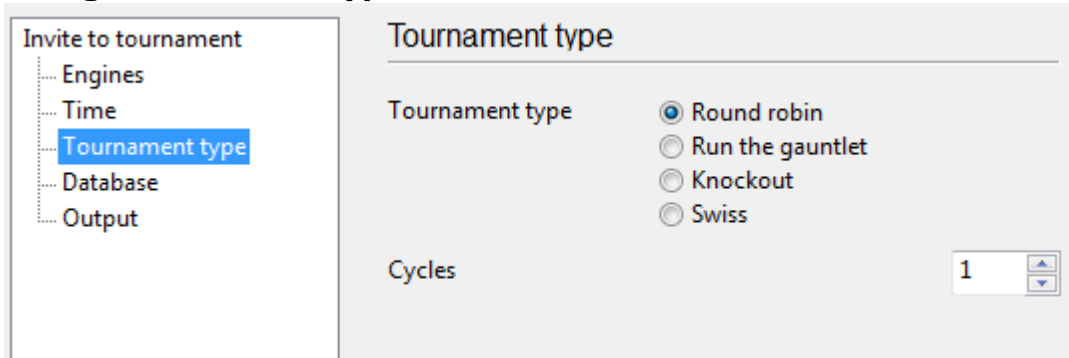 Invite to tournament
Engines
Time
Tournament type
Database
Output
Tournament type
Tournament type
Round robin
Run the gauntlet
Knockout
Swiss
Cycles
1